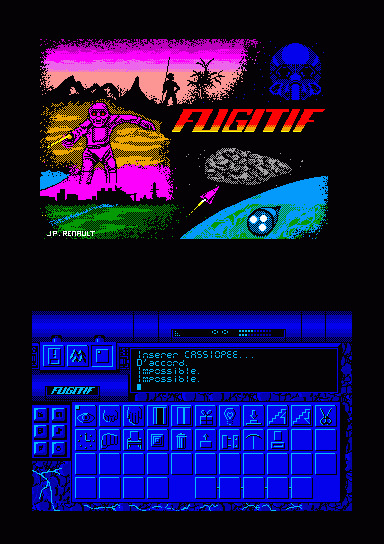 FUGITIF
J.P. RENAULT
Inserer CASSIOPEE...
D'accord.
Impossible.
Impossible.
FUGITIF